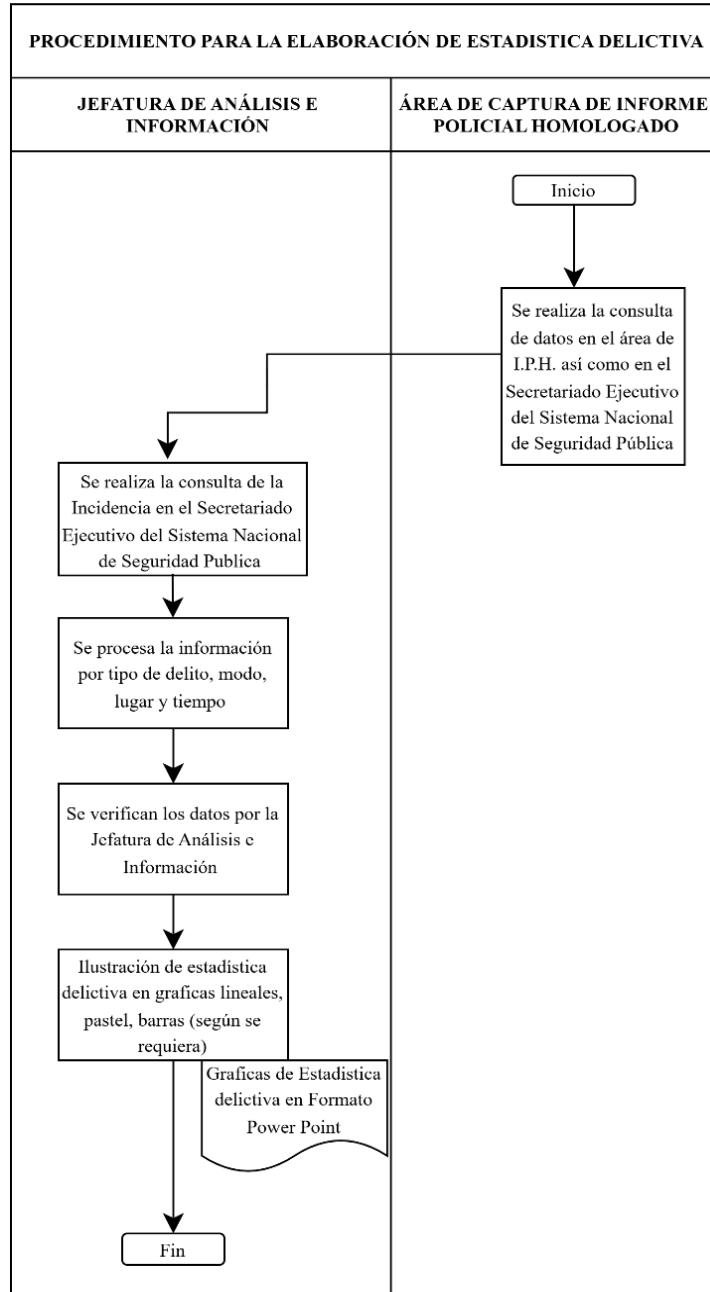 PROCEDIMIENTO PARA LA ELABORACIÓN DE ESTADISTICA DELICTIVA
JEFATURA DE ANÁLISIS E
INFORMACIÓN
ÁREA DE CAPTURA DE INFORME
POLICIAL HOMOLOGADO
Inicio
Se realiza la consulta
de datos en el área de
I.P.H. así como en el
Secretariado Ejecutivo
del Sistema Nacional
de Seguridad Pública
Se realiza la consulta de la
Incidencia en el Secretariado
Ejecutivo del Sistema Nacional
de Seguridad Publica
Se procesa la información
por tipo de delito, modo,
lugar y tiempo
Se verifican los datos por la
Jefatura de Análisis e
Información
Ilustración de estadística
delictiva en graficas lineales,
pastel, barras (según se
requiera)
Graficas de Estadistica
delictiva en Formato
Power Point
Fin